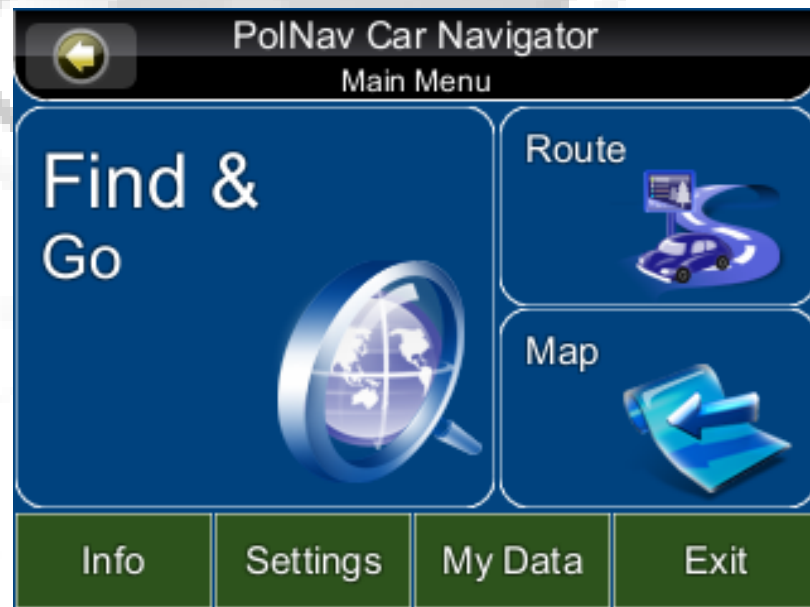 PolNav Car Navigator
Main Menu
Find &
Go
Route
Map
Info
Settings
My Data
Exit